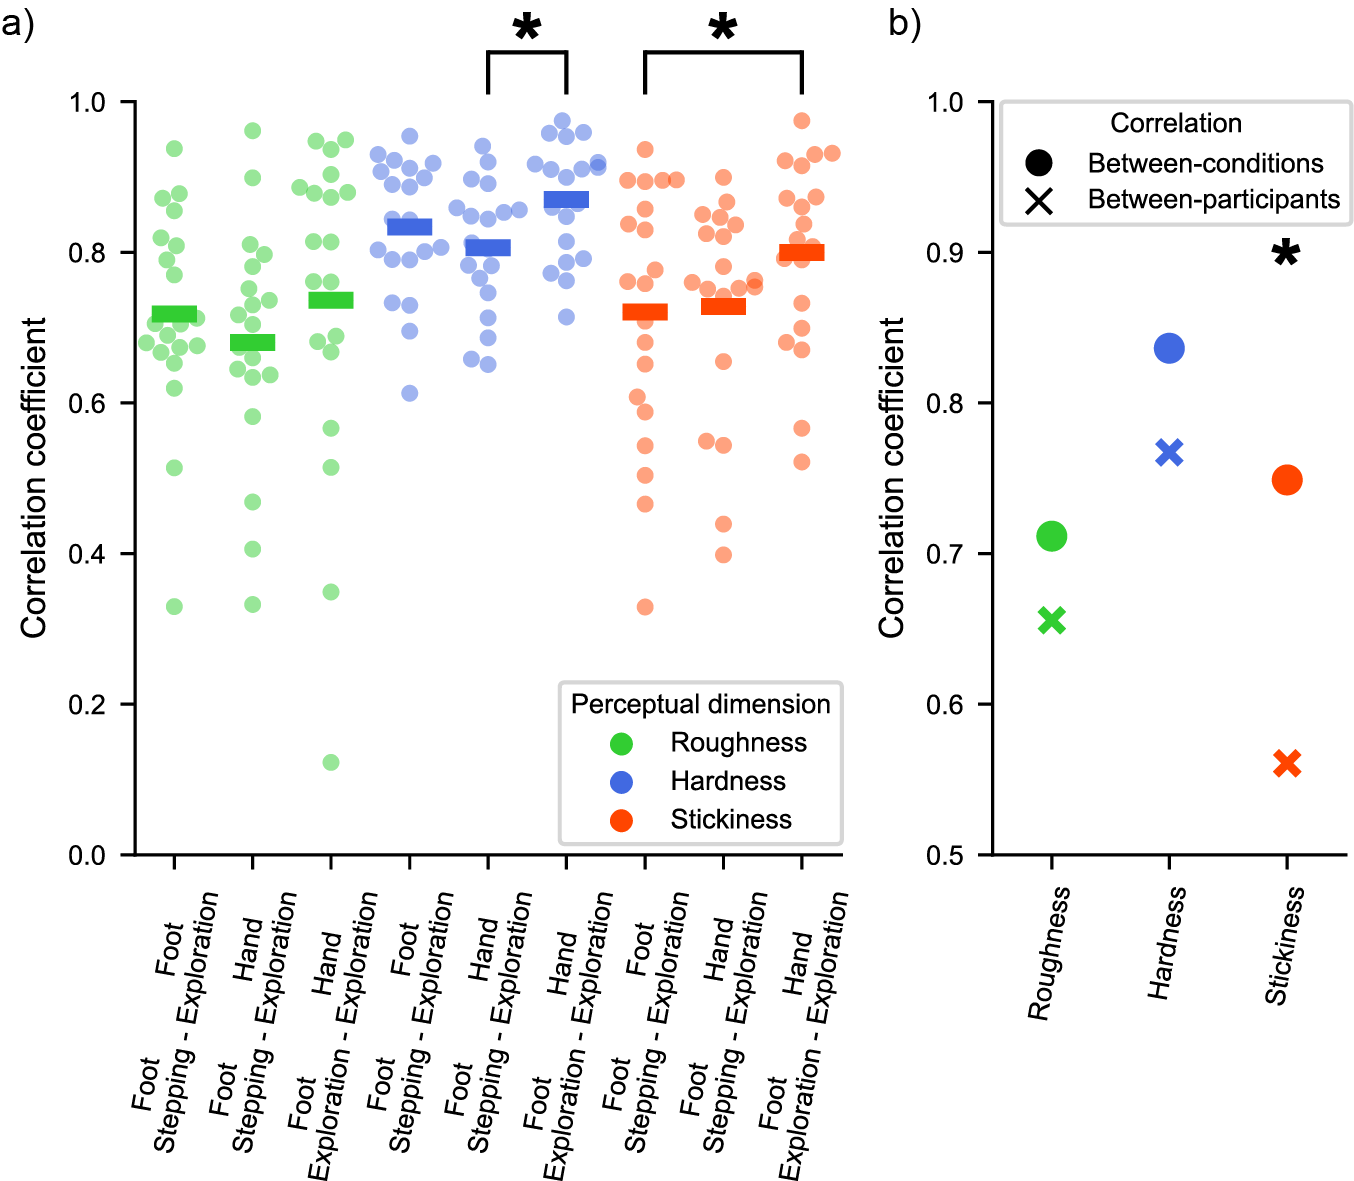 a)
*
*
Correlation coefficient
1.0
0.8
0.6
0.4
0.2
0.0
Perceptual dimension
Roughness
Hardness
Stickiness
Foot Foot
Stepping - Exploration
Foot Hand
Stepping - Exploration
Foot Hand
Exploration - Exploration
Foot Foot
Stepping - Exploration
Foot Hand
Stepping - Exploration
Foot Hand
Exploration - Exploration
Foot Foot
Stepping - Exploration
Foot Hand
Stepping - Exploration
Foot Hand
Exploration - Exploration
b)
Correlation coefficient
1.0
0.9
0.8
0.7
0.6
0.5
Correlation
Between-conditions
Between-participants
*
Roughness
Hardness
Stickiness